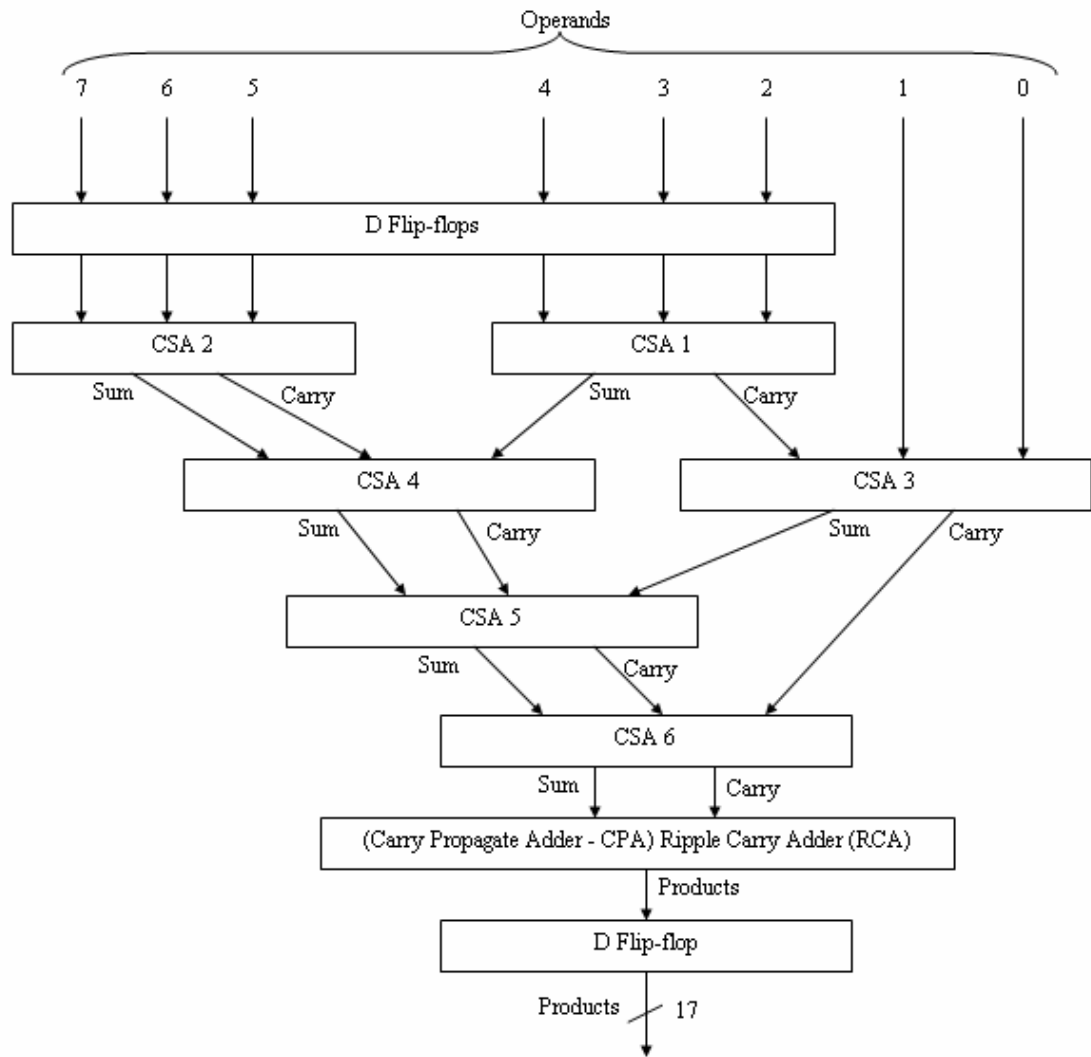 Operands
7 6 5 4 3 2 1 0
D Flip-flops
CSA 2 CSA 1
Sum Carry Sum Carry
CSA 4 CSA 3
Sum Carry Sum Carry
CSA 5
Sum Carry
CSA 6
Sum Carry
(Carry Propagate Adder - CPA) Ripple Carry Adder (RCA)
Products
D Flip-flop
Products 17